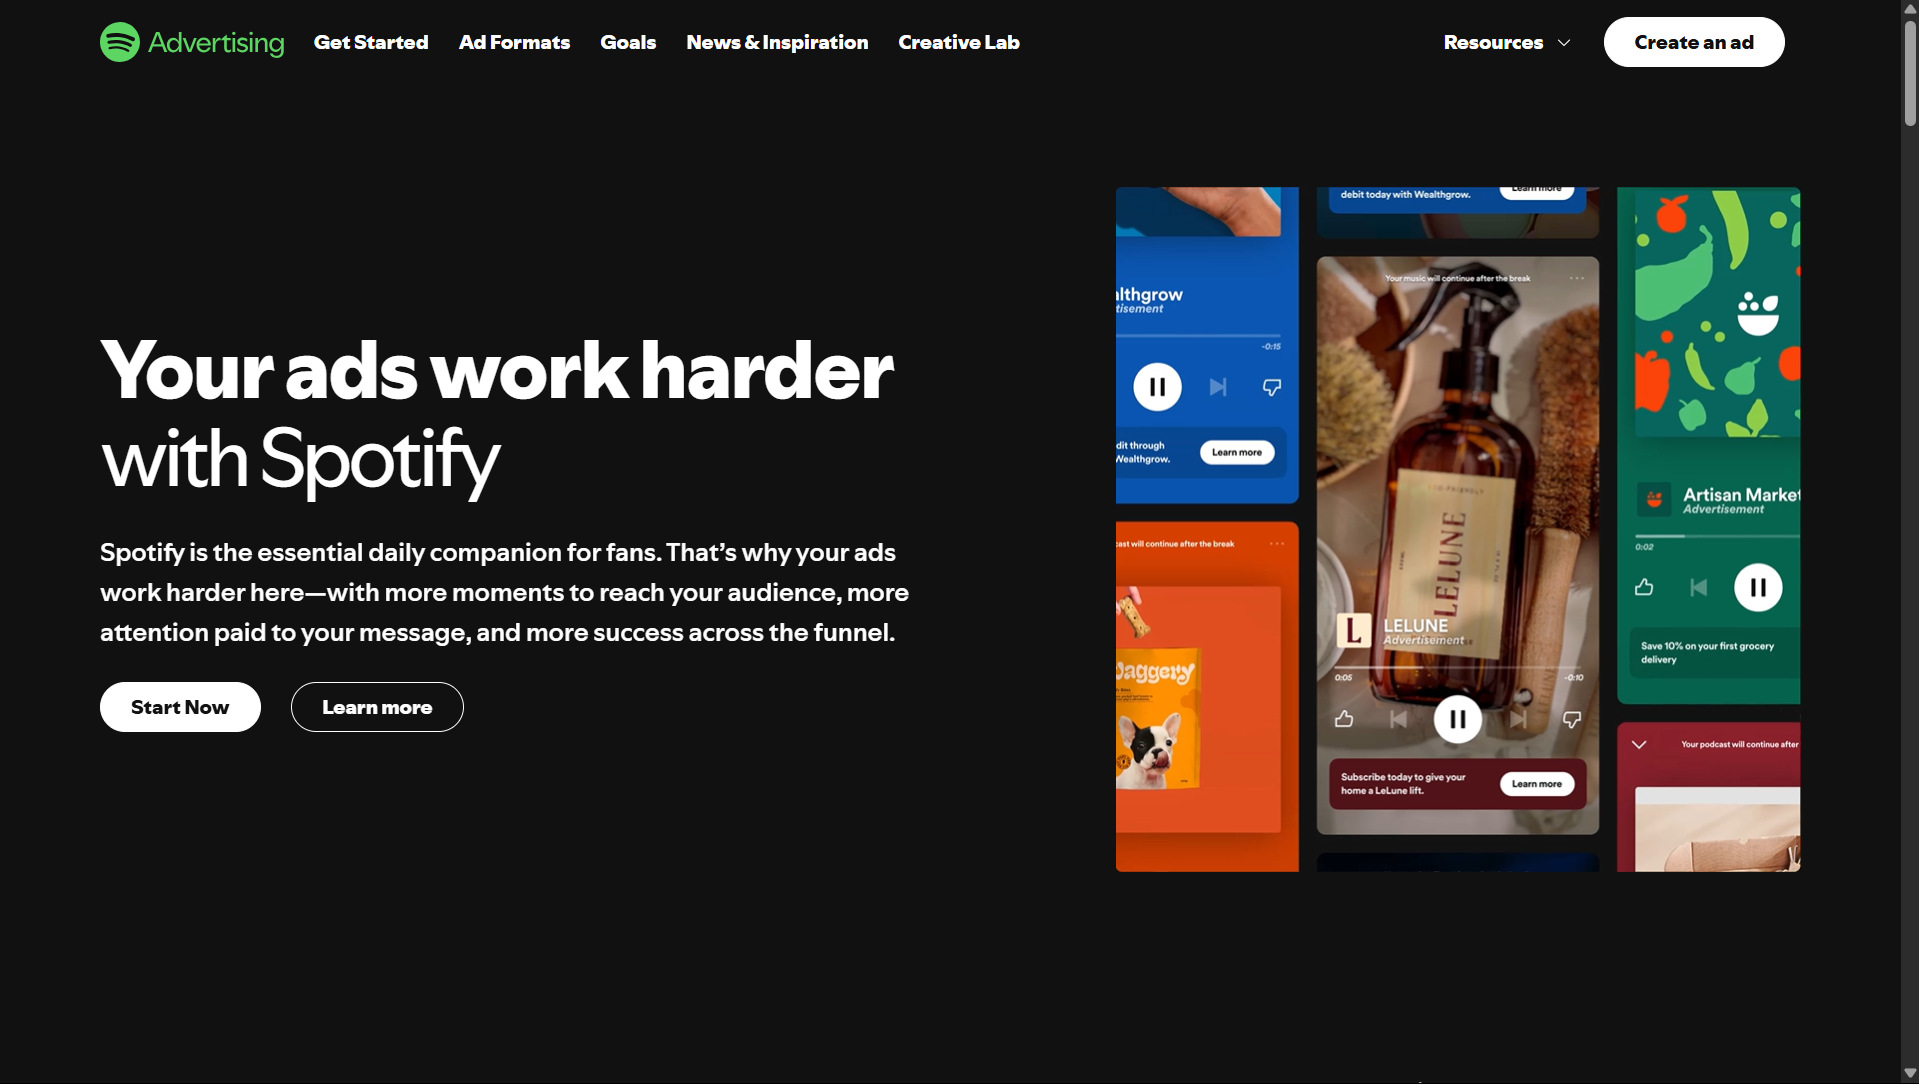 Advertising
Get Started
Ad Formats
Goals
News & Inspiration
Creative Lab
Resources
Create an ad
Your ads work harder
with Spotify
Spotify is the essential daily companion for fans. That’s why your ads
work harder here—with more moments to reach your audience, more
attention paid to your message, and more success across the funnel.
Start Now
Learn more
-0:15
Learn more
Wealthgrow.
dit through
lthgrow
tisement
will continue after the break
Jaggery
debit today with Wealthgrow.
Learn more
Your music will continue after the break
LELUNE
LELUNE
Advertisement
L
0:05
-0:10
Subscribe today to give your
home a LeLune lift.
Learn more
Artisan Market
Advertisement
0:02
Save 10% on your first grocery
delivery
Your podcast will continue after